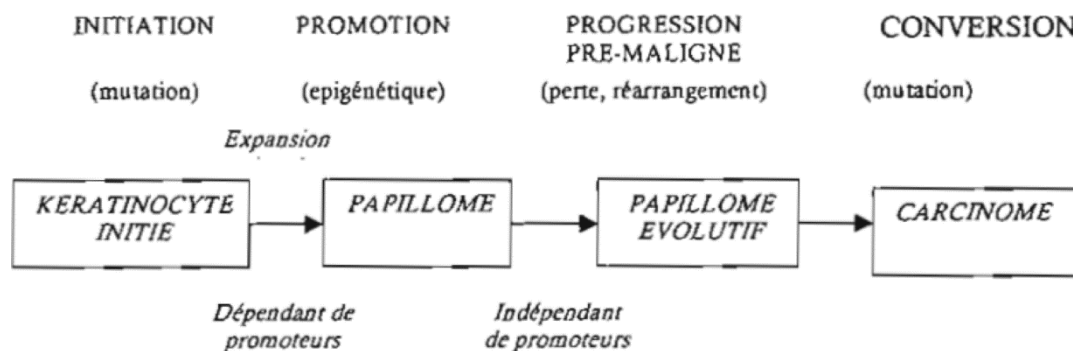 INITIATION PROMOTION PROGRESSION CONVERSION
PRE-MALIGNE
(mutation) (epigénétique) (perte, réarrangement) (mutation)
Expansion
KERATINOCYTE PAPILLOME PAPILLOME CARCINOME
INITIE EVOLUTIF
Dépendant de Indépendant
promoteurs de promoteurs